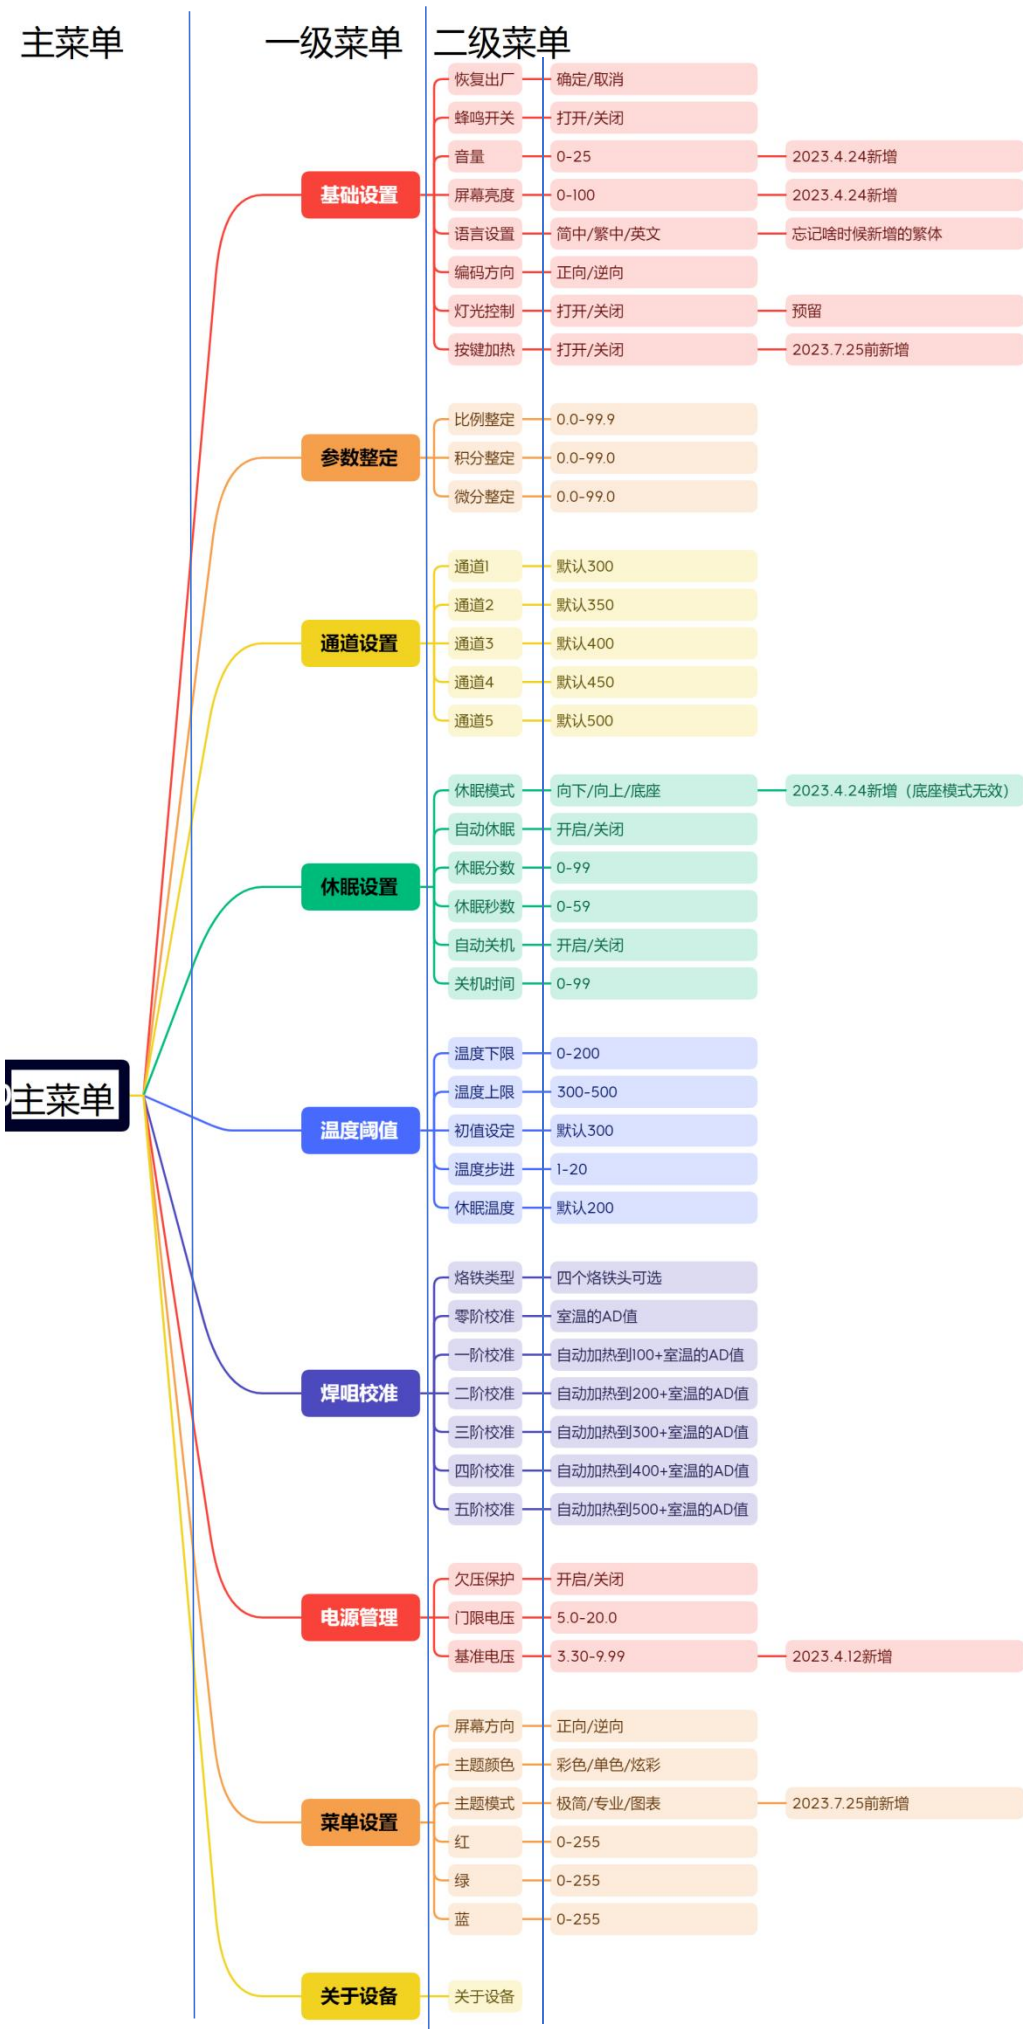 主菜单 一级菜单 二级菜单
恢复出厂 确定/取消
蜂鸣开关 打开/关闭
音量 0-25 2023.4.24新增
基础设置
屏幕亮度 0-100 2023.4.24新增
语言设置 简中/繁中/英文 忘记啥时候新增的繁体
编码方向 正向/逆向
灯光控制 打开/关闭 预留
按键加热 打开/关闭 2023.7.25前新增
比例整定 0.0-99.9
参数整定
积分整定 0.0-99.0
微分整定 0.0-99.0
通道1 默认300
通道2 默认350
通道设置
通道3 默认400
通道4 默认450
通道5 默认500
休眠模式 向下/向上/底座 2023.4.24新增（底座模式无效）
自动休眠 开启/关闭
休眠分数 0-99
休眠设置
休眠秒数 0-59
自动关机 开启/关闭
关机时间 0-99
主菜单
温度下限 0-200
温度上限 300-500
温度阈值
初值设定 默认300
温度步进 1-20
休眠温度 默认200
烙铁类型 四个烙铁头可选
零阶校准 室温的AD值
一阶校准 自动加热到100+室温的AD值
焊咀校准
二阶校准 自动加热到200+室温的AD值
三阶校准 自动加热到300+室温的AD值
四阶校准 自动加热到400+室温的AD值
五阶校准 自动加热到500+室温的AD值
欠压保护 开启/关闭
电源管理
门限电压 5.0-20.0
基准电压 3.30-9.99 2023.4.12新增
屏幕方向 正向/逆向
主题颜色 彩色/单色/炫彩
主题模式 极简/专业/图表 2023.7.25前新增
菜单设置
红 0-255
绿 0-255
蓝 0-255
关于设备 关于设备